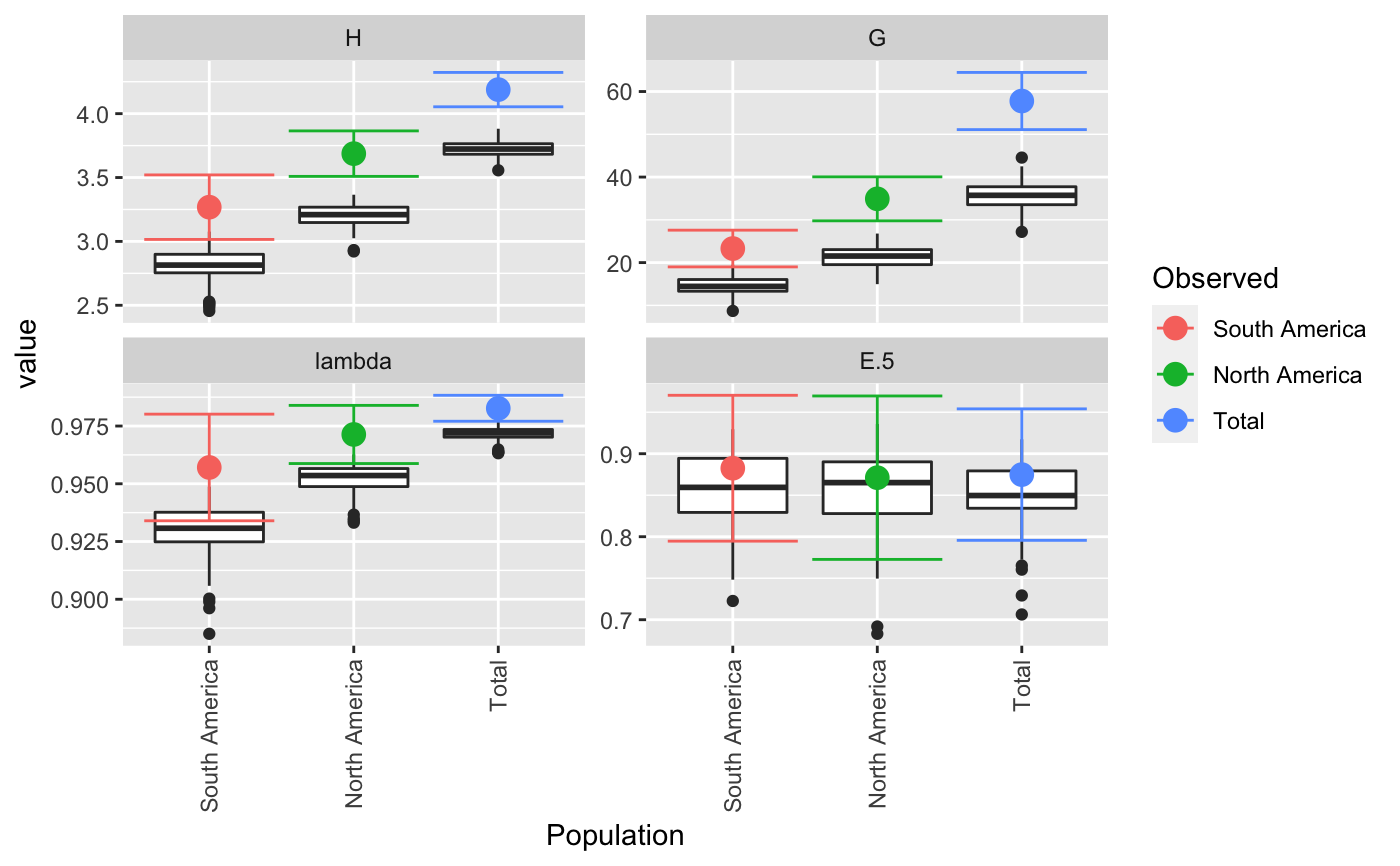 H
G
4.0
3.5
3.0
2.5
60
40
20
lambda
E.5
0.975
0.950
0.925
0.900
0.9
0.8
0.7
South America
North America
Total
South America
North America
Total
Population
value
Observed
South America
North America
Total